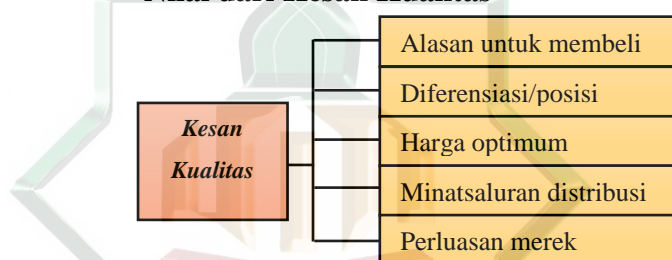 Nilai dari Kesan Kualitas
Kesan
Kualitas
Alasan untuk membeli
Diferensiasi/posisi
Harga optimum
Minatsaluran distribusi
Perluasan merek